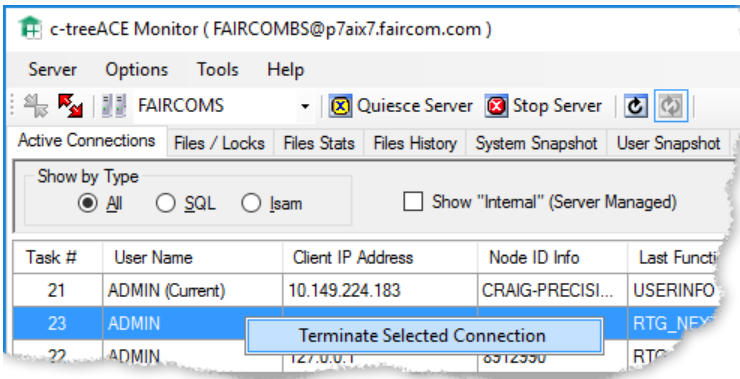 c-treeACE Monitor ( FAIRCOMBS@p7aix7.faircom.com )
Server Options Tools Help
FAIRCOMS Quiesce Server Stop Server
Active Connections Files / Locks Files Stats Files History System Snapshot User Snapshot
Show by Type
All SQL Isam Show "Internal" (Server Managed)
Task # User Name Client IP Address Node ID Info Last Functi
21 ADMIN (Current) 10.149.224.183 CRAIG-PRECISI... USERINFO
23 ADMIN RTG_NEXT
Terminate Selected Connection
22 ADMIN 127.0.0.1 8912990 RTG